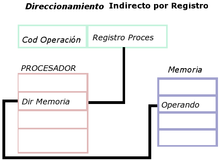 Direccionamiento Indirecto por Registro
Cod Operación Registro Proces
PROCESADOR
Memoria
Dir Memoria
Operando